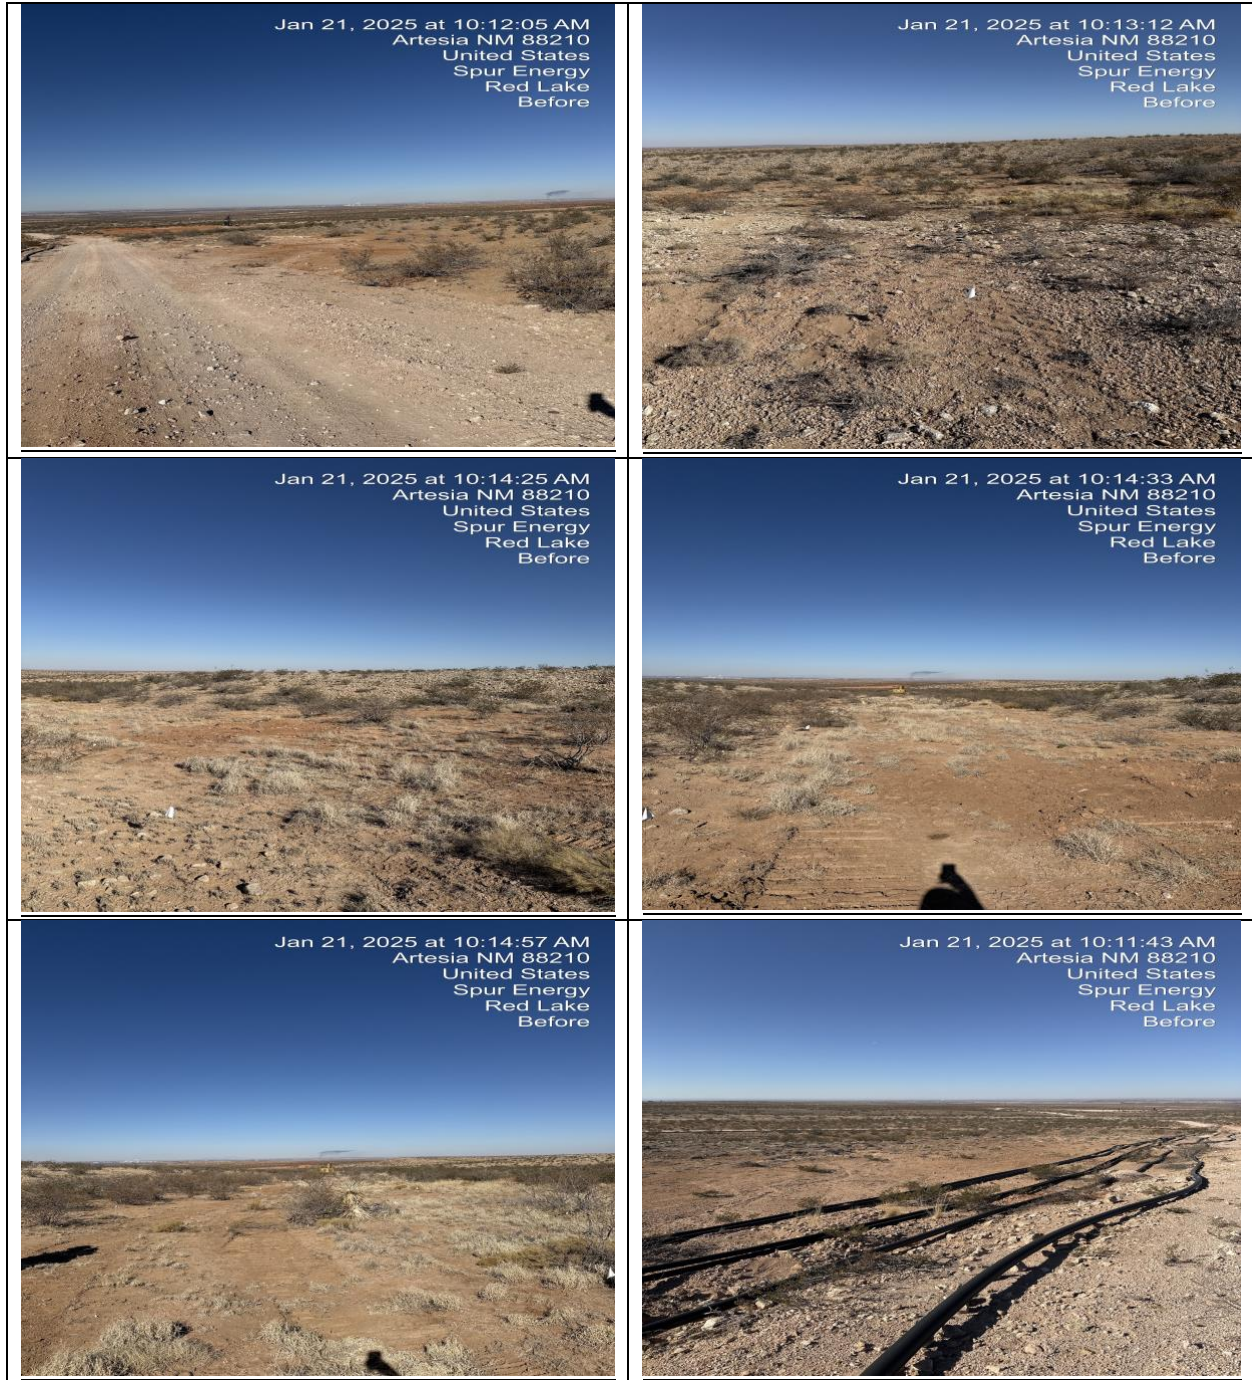 Jan 21, 2025 at 10:12:05 AM
Artesia NM 88210
United States
Spur Energy
Red Lake
Before
Jan 21, 2025 at 10:13:12 AM
Artesia NM 88210
United States
Spur Energy
Red Lake
Before
Jan 21, 2025 at 10:14:25 AM
Artesia NM 88210
United States
Spur Energy
Red Lake
Before
Jan 21, 2025 at 10:14:33 AM
Artesia NM 88210
United States
Spur Energy
Red Lake
Before
Jan 21, 2025 at 10:14:57 AM
Artesia NM 88210
United States
Spur Energy
Red Lake
Before
Jan 21, 2025 at 10:11:43 AM
Artesia NM 88210
United States
Spur Energy
Red Lake
Before